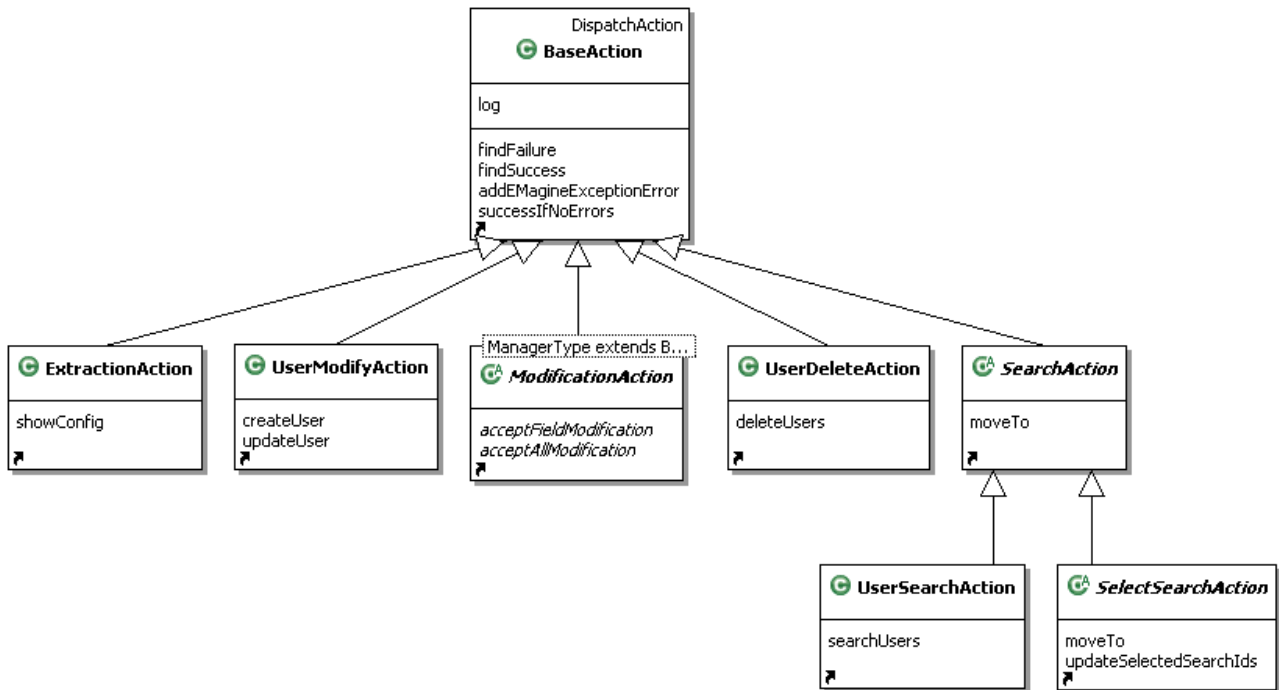 DispatchAction
BaseAction
log
findFailure
findSuccess
addEMagineExceptionError
successIfNoErrors
ExtractionAction
showConfig
UserModifyAction
createUser
updateUser
ManagerType extends B...
ModificationAction
acceptFieldModification
acceptAllModification
UserDeleteAction
deleteUsers
SearchAction
moveTo
UserSearchAction
searchUsers
SelectSearchAction
moveTo
updateSelectedSearchIds